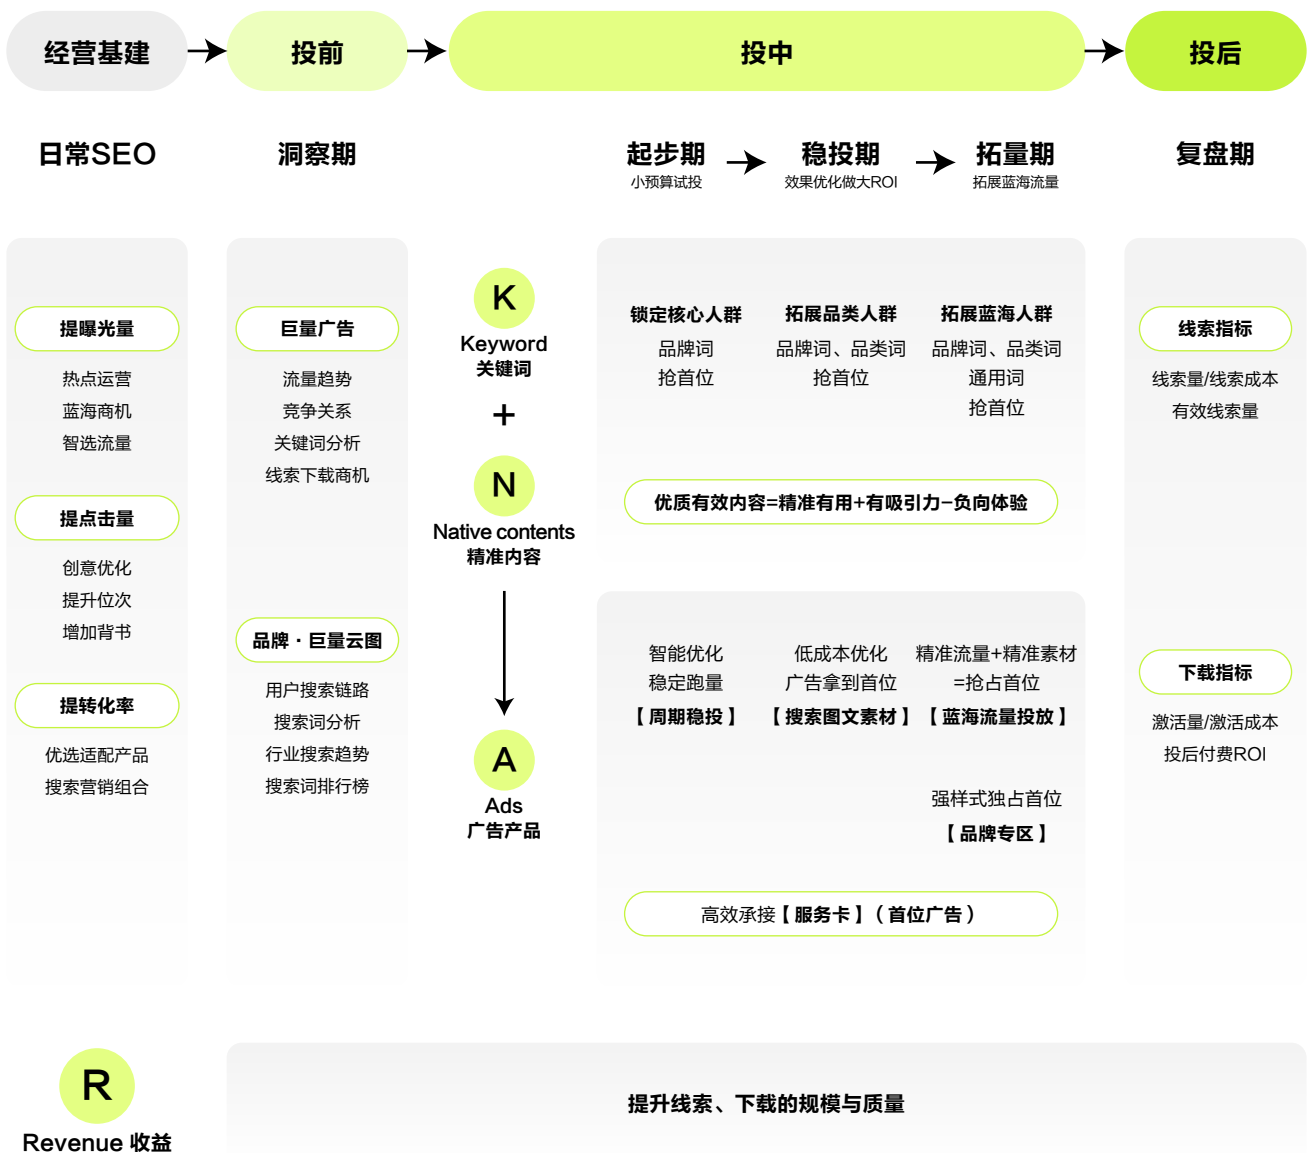 经营基建
投前
投中
投后
日常SEO
洞察期
起步期
小预算试投
稳投期
效果优化做大ROI
拓量期
拓展蓝海流量
复盘期
提曝光量
热点运营
蓝海商机
智选流量
提点击量
创意优化
提升位次
增加背书
提转化率
优选适配产品
搜索营销组合
巨量广告
流量趋势
竞争关系
关键词分析
线索下载商机
品牌·巨量云图
用户搜索链路
搜索词分析
行业搜索趋势
搜索词排行榜
K
Keyword
关键词
+
N
Native contents
精准内容
A
Ads
广告产品
锁定核心人群
品牌词
抢首位
拓展品类人群
品牌词、品类词
抢首位
拓展蓝海人群
品牌词、品类词
通用词
抢首位
优质有效内容=精准有用+有吸引力-负向体验
智能优化
稳定跑量
【周期稳投】
低成本优化
广告拿到首位
【搜索图文素材】
精准流量+精准素材
=抢占首位
【蓝海流量投放】
强样式独占首位
【品牌专区】
高效承接【服务卡】（首位广告）
线索指标
线索量/线索成本
有效线索量
下载指标
激活量/激活成本
投后付费ROI
R
Revenue 收益
提升线索、下载的规模与质量